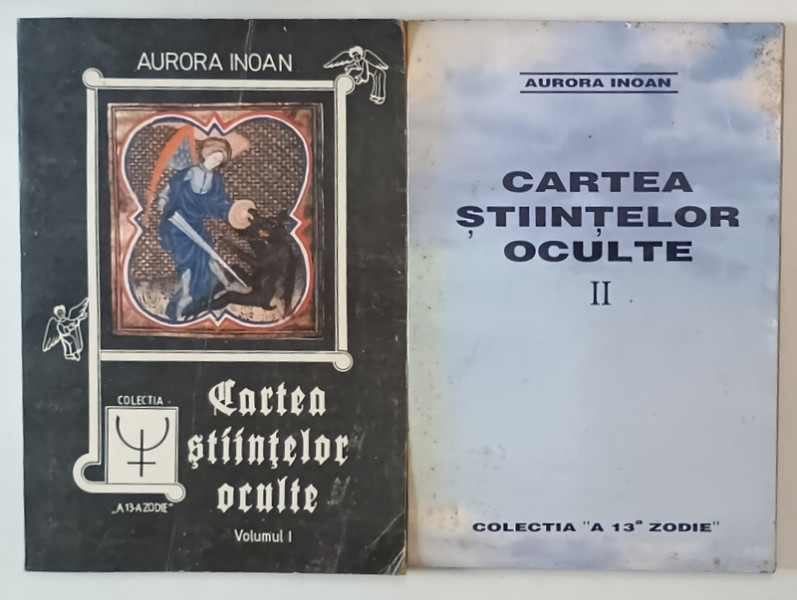 AURORA INOAN
COLECTIA
„A 13-A ZODIE"
Cartea
ştiinţelor
oculte
Volumul I
AURORA INOAN
CARTEA
ŞTIINŢELOR
OCULTE
II
COLECTIA "A 13ª ZODIE"